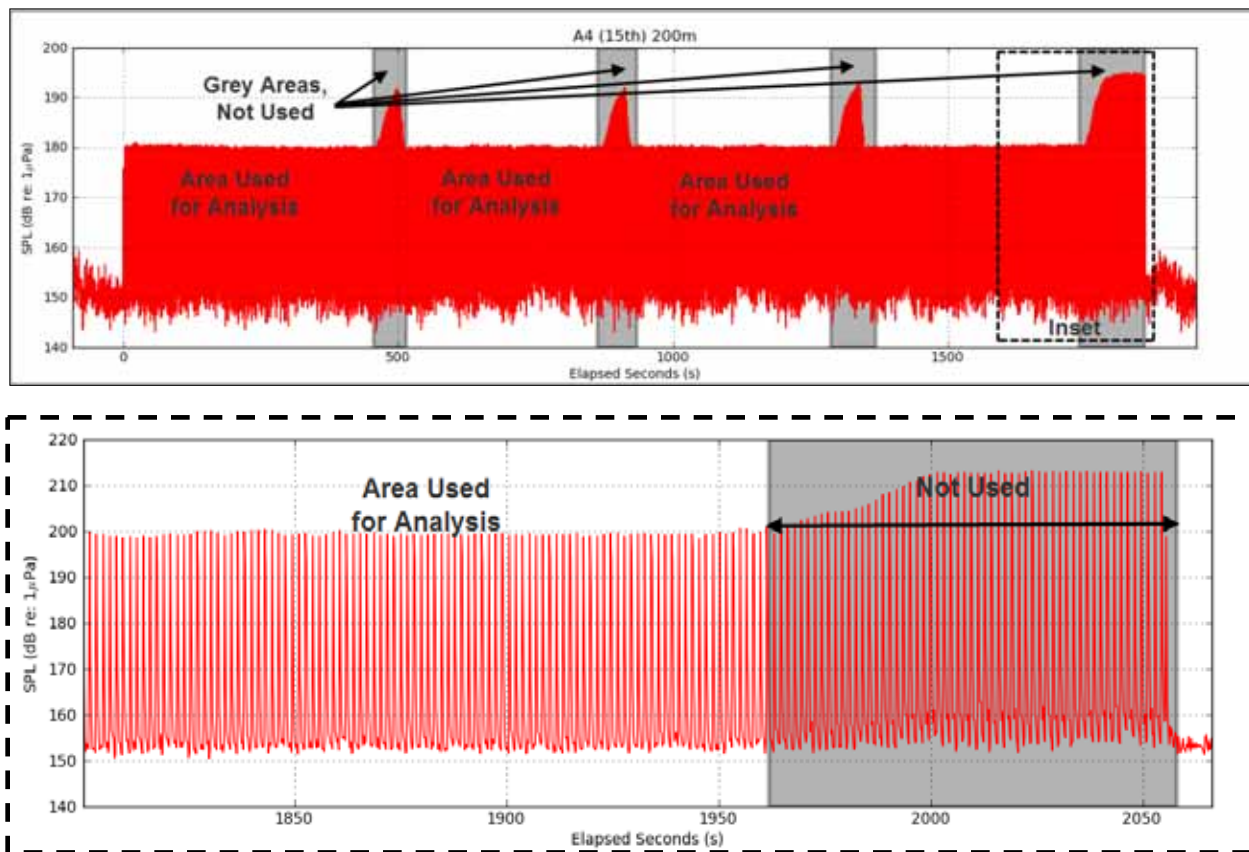 A4 (15th) 200m
200
190
180
170
160
150
140
SPL (dB re: 1μPa)
Grey Areas,
Not Used
Area Used
for Analysis
Area Used
for Analysis
Area Used
for Analysis
Inset
0
500
1000
1500
Elapsed Seconds (s)
220
210
200
190
180
170
160
150
140
SPL (dB re: 1μPa)
Area Used
for Analysis
Not Used
1850
1900
1950
2000
2050
Elapsed Seconds (s)